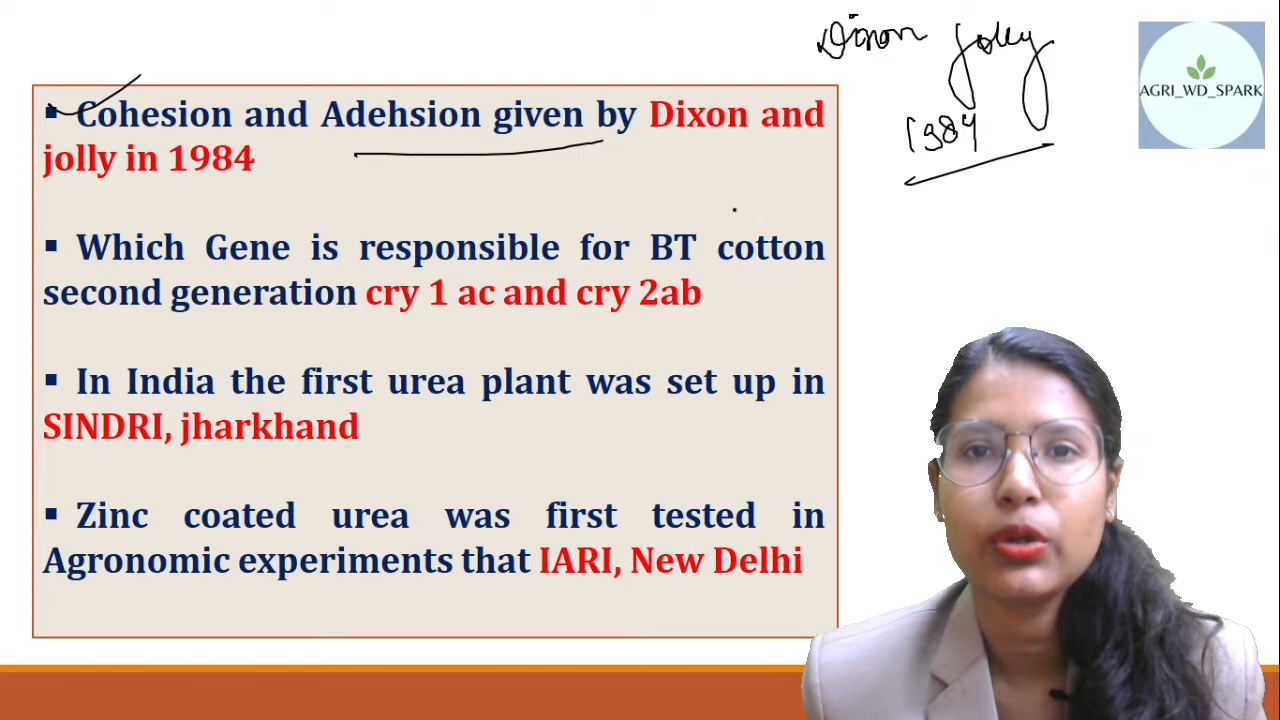 Dixon Jolly
1984
AGRI_WD_SPARK
▪ Cohesion and Adehsion given by Dixon and
jolly in 1984
▪ Which Gene is responsible for BT cotton
second generation cry 1 ac and cry 2ab
▪ In India the first urea plant was set up in
SINDRI, jharkhand
▪ Zinc coated urea was first tested in
Agronomic experiments that IARI, New Delhi